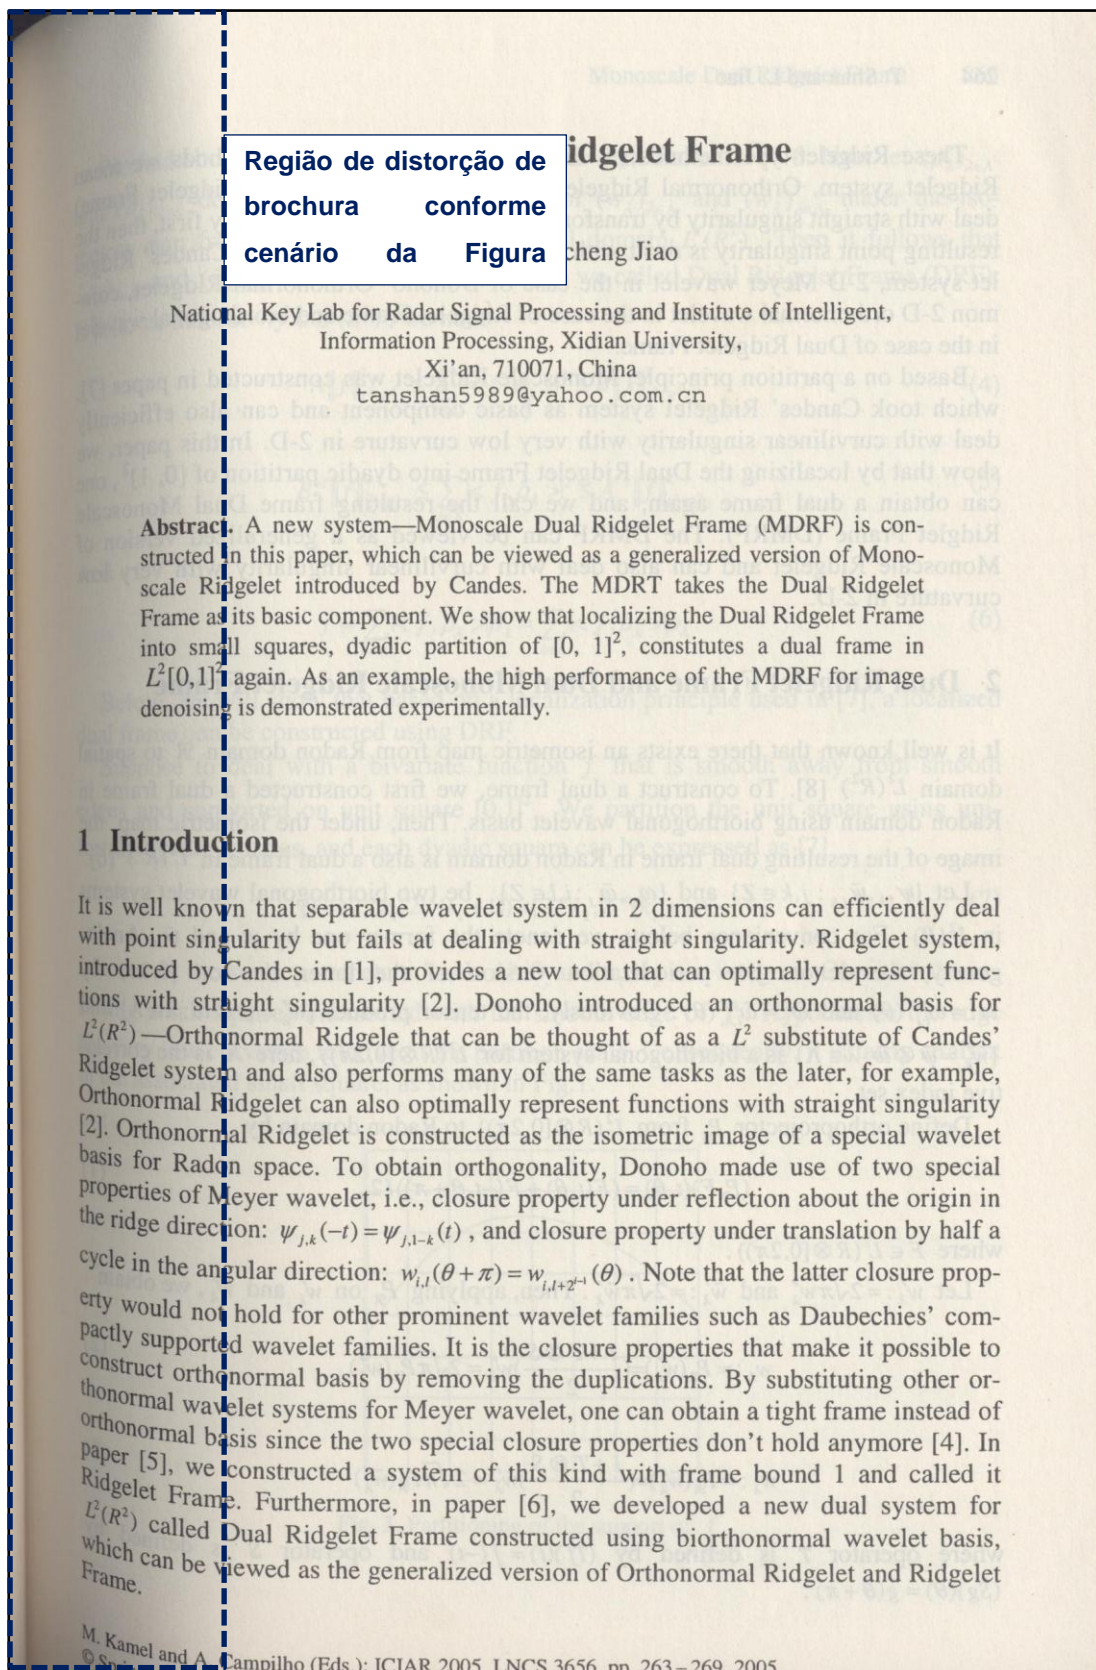 idgelet Frame
Região de distorção de
brochura conforme
cenário da Figura
cheng Jiao
National Key Lab for Radar Signal Processing and Institute of Intelligent,
Information Processing, Xidian University,
Xi'an, 710071, China
tanshan5989@yahoo.com.cn
Abstract. A new system—Monoscale Dual Ridgelet Frame (MDRF) is con-
structed in this paper, which can be viewed as a generalized version of Mono-
scale Ridgelet introduced by Candes. The MDRT takes the Dual Ridgelet
Frame as its basic component. We show that localizing the Dual Ridgelet Frame
into small squares, dyadic partition of [0, 1]², constitutes a dual frame in
L²[0,1]² again. As an example, the high performance of the MDRF for image
denoising is demonstrated experimentally.
1 Introduction
It is well known that separable wavelet system in 2 dimensions can efficiently deal
with point singularity but fails at dealing with straight singularity. Ridgelet system,
introduced by Candes in [1], provides a new tool that can optimally represent func-
tions with straight singularity [2]. Donoho introduced an orthonormal basis for
L²(R²)—Orthonormal Ridgele that can be thought of as a L² substitute of Candes'
Ridgelet system and also performs many of the same tasks as the later, for example,
Orthonormal Ridgelet can also optimally represent functions with straight singularity
[2]. Orthonormal Ridgelet is constructed as the isometric image of a special wavelet
basis for Radon space. To obtain orthogonality, Donoho made use of two special
properties of Meyer wavelet, i.e., closure property under reflection about the origin in
the ridge direction: ψ_{j,k}(−t) = ψ_{j,1−k}(t), and closure property under translation by half a
cycle in the angular direction: w_{i,l}(θ + π) = w_{i,l+2^{i−1}}(θ). Note that the latter closure prop-
erty would not hold for other prominent wavelet families such as Daubechies' com-
pactly supported wavelet families. It is the closure properties that make it possible to
construct orthonormal basis by removing the duplications. By substituting other or-
thonormal wavelet systems for Meyer wavelet, one can obtain a tight frame instead of
orthonormal basis since the two special closure properties don't hold anymore [4]. In
paper [5], we constructed a system of this kind with frame bound 1 and called it
Ridgelet Frame. Furthermore, in paper [6], we developed a new dual system for
L²(R²) called Dual Ridgelet Frame constructed using biorthonormal wavelet basis,
which can be viewed as the generalized version of Orthonormal Ridgelet and Ridgelet
Frame.
M. Kamel and A. Campilho (Eds.): ICIAR 2005, LNCS 3656, pp. 263–269, 2005.